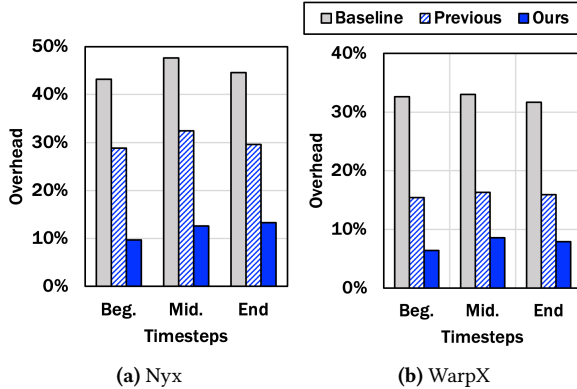 Baseline Previous Ours
50%
40%
30%
20%
10%
0%
Overhead
Beg. Mid. End
Timesteps
(a) Nyx
40%
30%
20%
10%
0%
Overhead
Beg. Mid. End
Timesteps
(b) WarpX